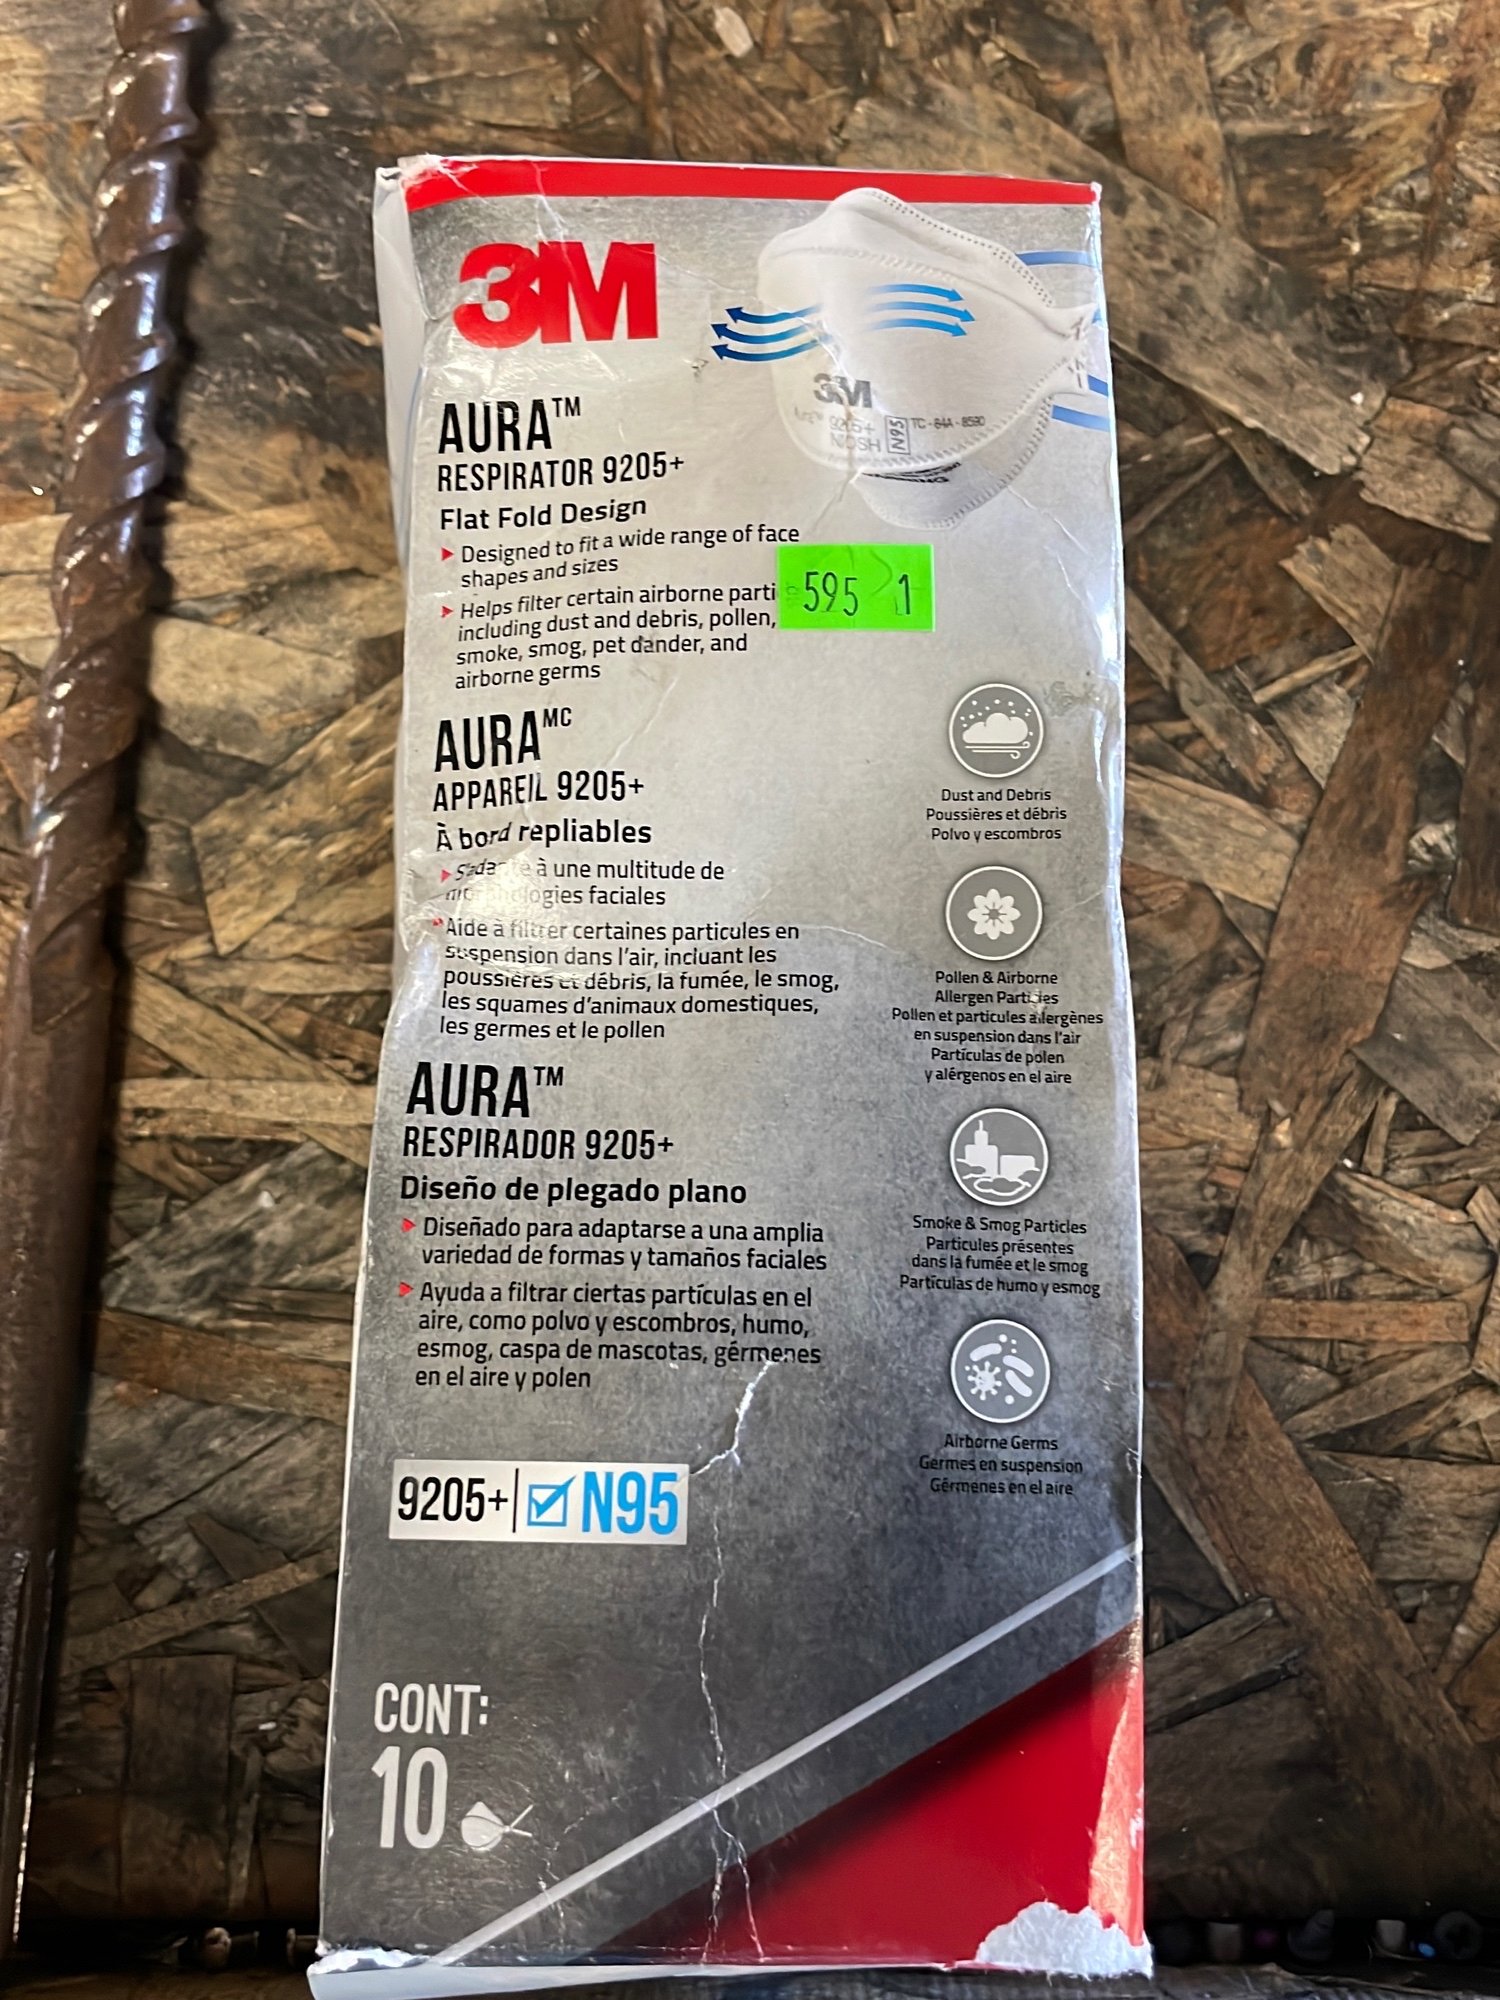 3M
3M
Aura™ 9205+
NIOSH
N95
TC-84A-8590
AURA™
RESPIRATOR 9205+
Flat Fold Design
Designed to fit a wide range of face
shapes and sizes
Helps filter certain airborne parti
including dust and debris, pollen,
smoke, smog, pet dander, and
airborne germs
595 1
AURAMC
APPAREIL 9205+
À bord repliables
à une multitude de
faciales
Aide à filtrer certaines particules en
suspension dans l'air, incluant les
poussières et débris, la fumée, le smog,
les squames d'animaux domestiques,
les germes et le pollen
AURA™
RESPIRADOR 9205+
Diseño de plegado plano
Diseñado para adaptarse a una amplia
variedad de formas y tamaños faciales
Ayuda a filtrar ciertas partículas en el
aire, como polvo y escombros, humo,
esmog, caspa de mascotas, gérmenes
en el aire y polen
Dust and Debris
Poussières et débris
Polvo y escombros
Pollen & Airborne
Allergen Particles
Pollen et particules allergènes
en suspension dans l'air
Partículas de polen
y alérgenos en el aire
Smoke & Smog Particles
Particules présentes
dans la fumée et le smog
Partículas de humo y esmog
Airborne Germs
Germes en suspension
Gérmenes en el aire
9205+ N95
CONT:
10